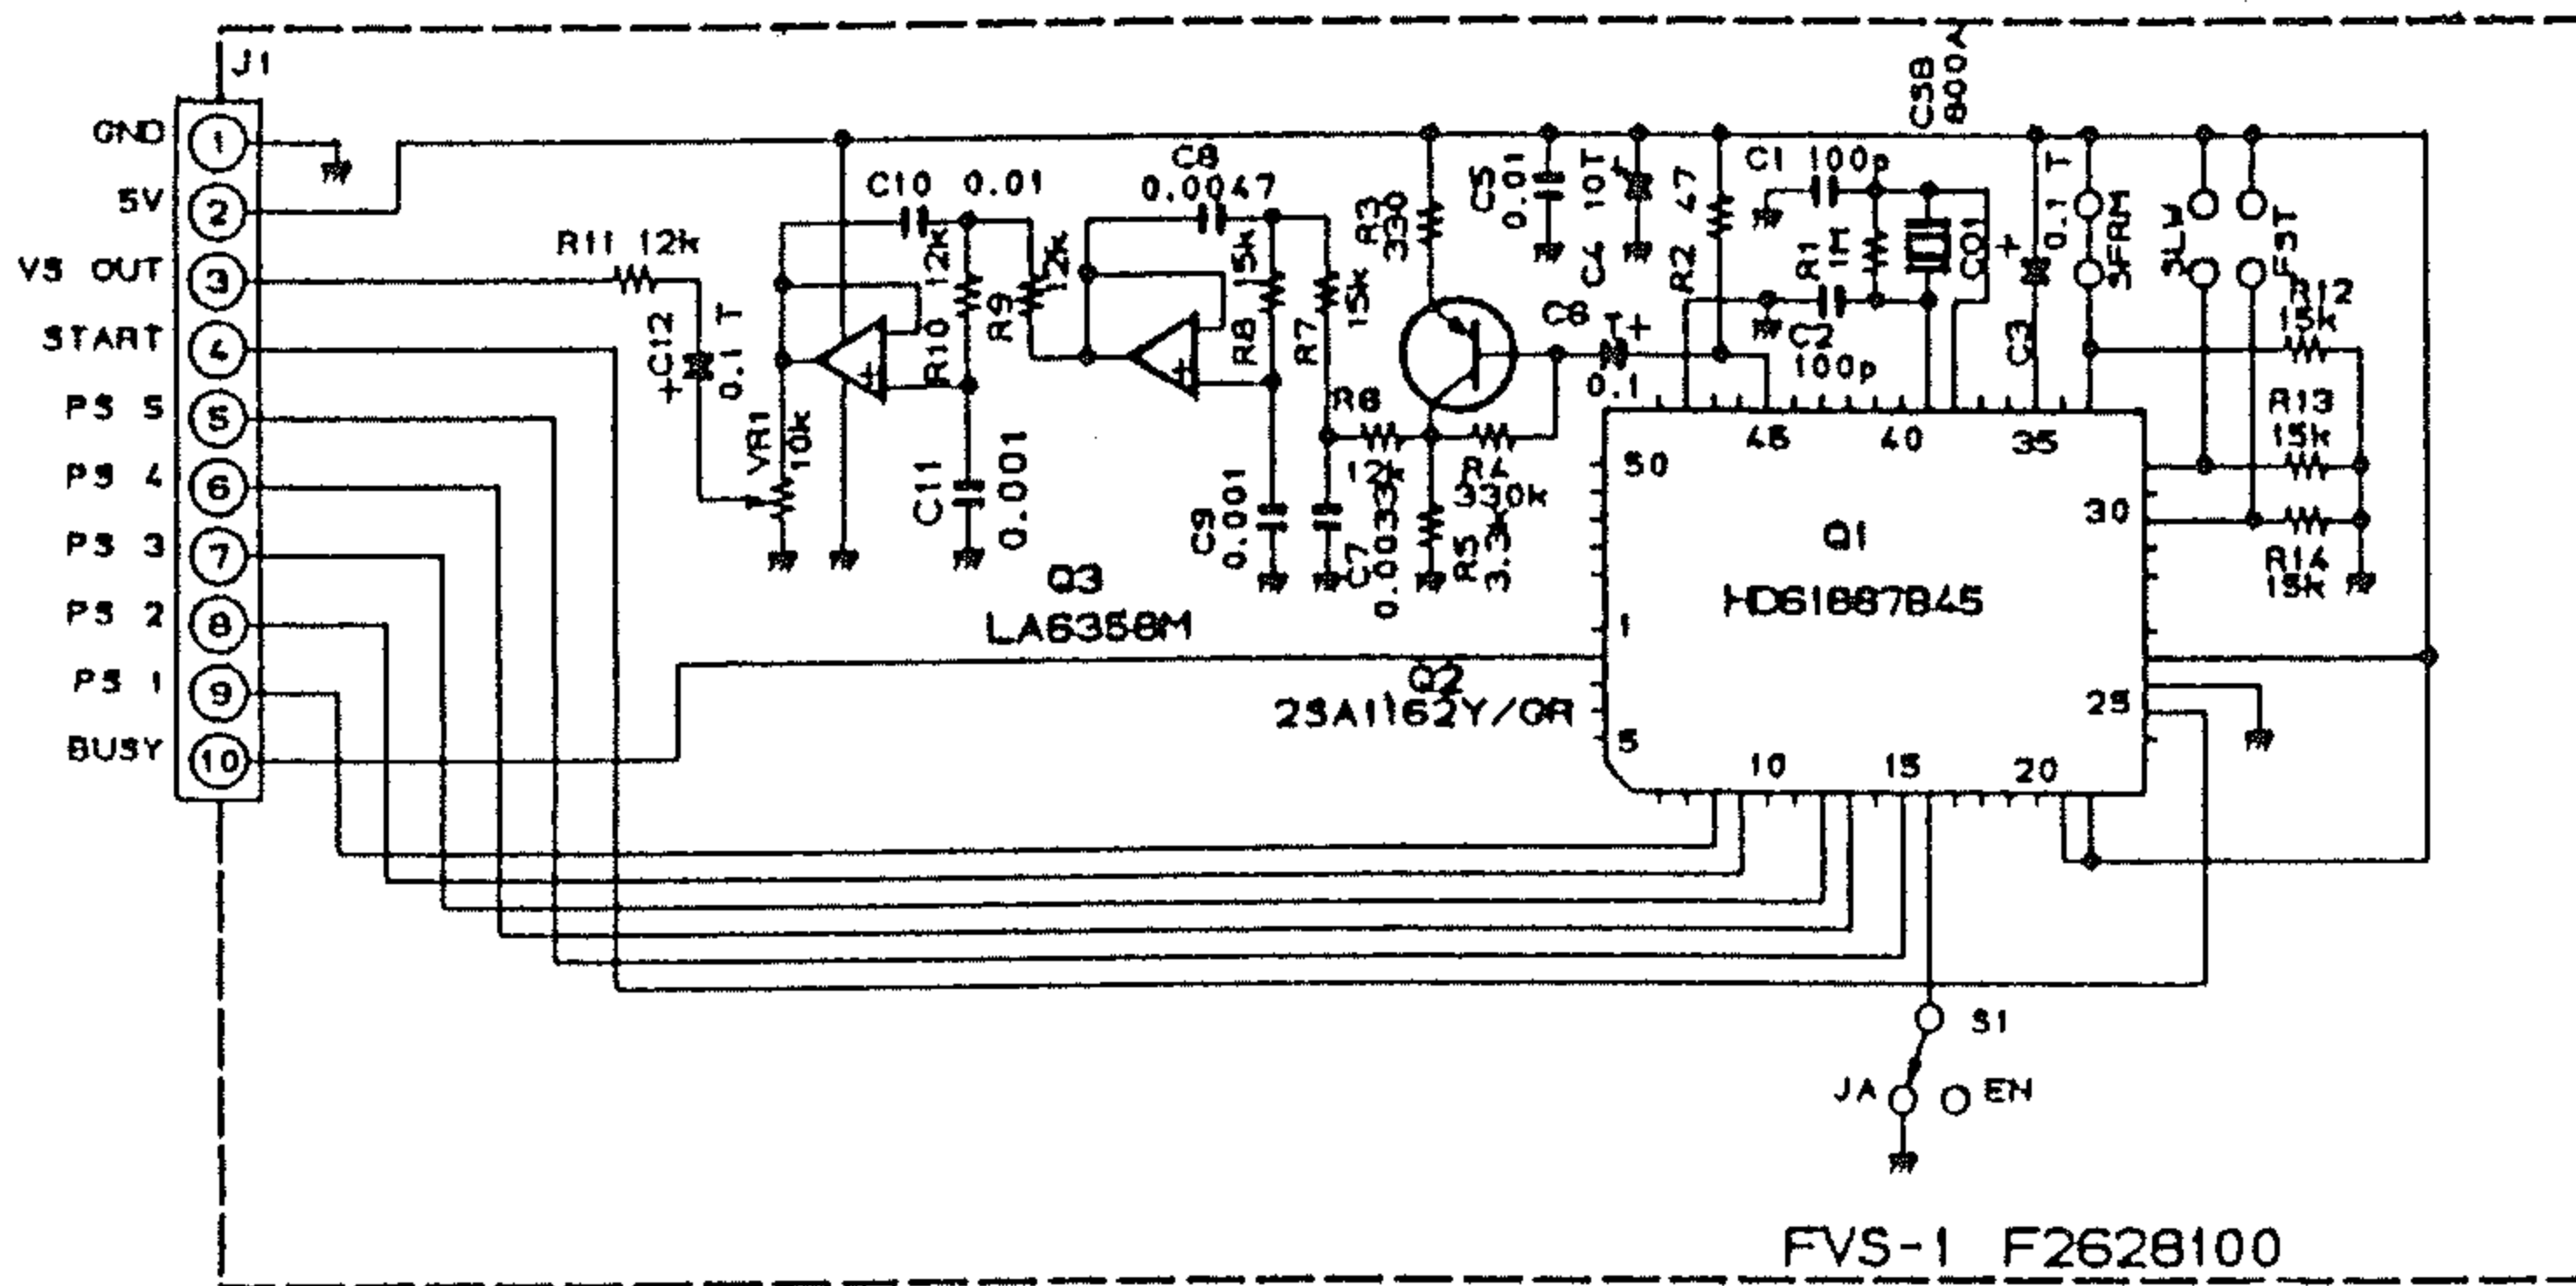 J1
GND 1
5V 2
VS OUT 3
START 4
PS 5 5
PS 4 6
PS 3 7
PS 2 8
PS 1 9
BUSY 10
R11 12k
+ C12
0.1 T
VR1
10k
C10 0.01
R10 12k
C11
0.001
R9
12k
C8
0.0047
R8 15k
R7
15k
C9
0.001
C7
0.0033
Q3
LA6358M
R3
330
R6
12k
R4
330k
R5
3.3k
C5
0.01
C4 10T +
C6
T +
0.1
R2 47
C1 100p
R1
1M
C2
100p
CSB
800A
CO1
+
C3
0.1 T
SFRM
SLW
FST
R12
15k
R13
15k
R14
15k
Q2
2SA1162Y/GR
Q1
HD61887B45
50
45
40
35
30
25
20
15
10
5
1
S1
JA
EN
FVS-1 F2628100